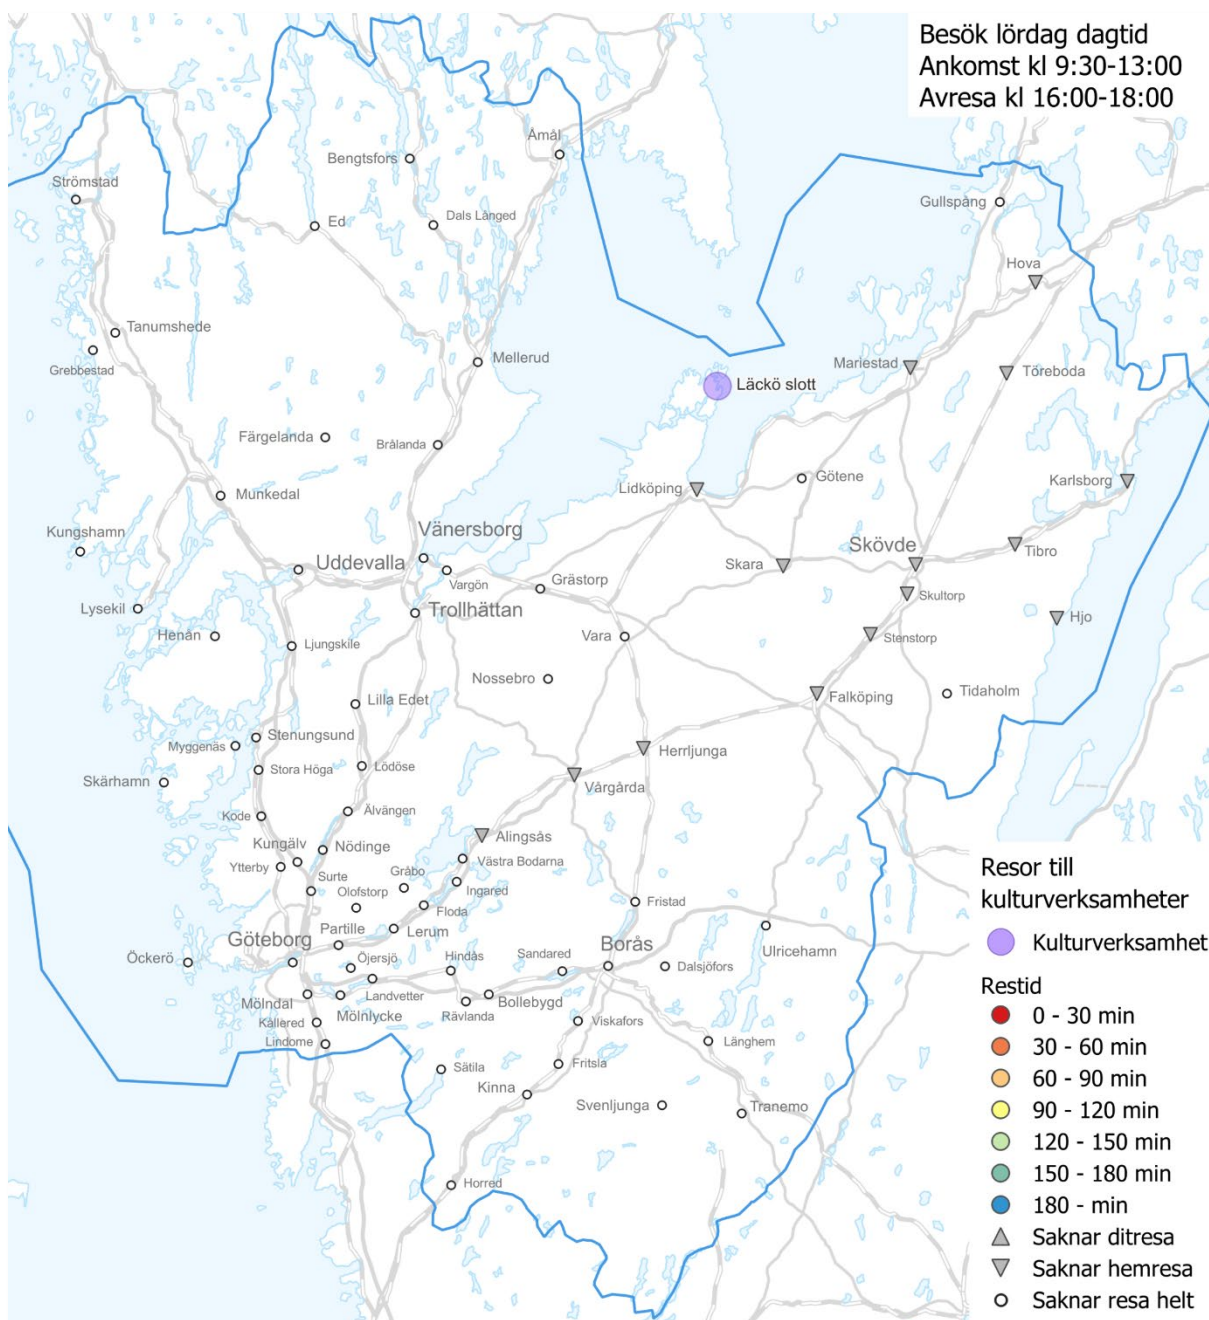 Besök lördag dagtid
Ankomst kl 9:30-13:00
Avresa kl 16:00-18:00
Åmål
Bengtsfors
Strömstad
Gullspång
Ed
Dals Långed
Hova
Tanumshede
Mellerud
Mariestad
Töreboda
Grebbestad
Läckö slott
Färgelanda
Brålanda
Götene
Karlsborg
Lidköping
Munkedal
Kungshamn
Vänersborg
Skövde
Tibro
Uddevalla
Skara
Vargön
Grästorp
Skultorp
Lysekil
Trollhättan
Hjo
Henån
Vara
Stenstorp
Ljungskile
Nossebro
Tidaholm
Lilla Edet
Falköping
Stenungsund
Myggenäs
Herrljunga
Stora Höga
Lödöse
Skärhamn
Vårgårda
Kode
Älvängen
Alingsås
Kungälv
Nödinge
Västra Bodarna
Ytterby
Surte
Gråbo
Ingared
Olofstorp
Fristad
Floda
Partille
Lerum
Göteborg
Borås
Ulricehamn
Öckerö
Öjersjö
Hindås
Sandared
Dalsjöfors
Mölndal
Landvetter
Bollebygd
Mölnlycke
Rävlanda
Kållered
Viskafors
Lindome
Länghem
Sätila
Fritsla
Kinna
Svenljunga
Tranemo
Horred
Resor till
kulturverksamheter
Kulturverksamhet
Restid
0 - 30 min
30 - 60 min
60 - 90 min
90 - 120 min
120 - 150 min
150 - 180 min
180 - min
Saknar ditresa
Saknar hemresa
Saknar resa helt